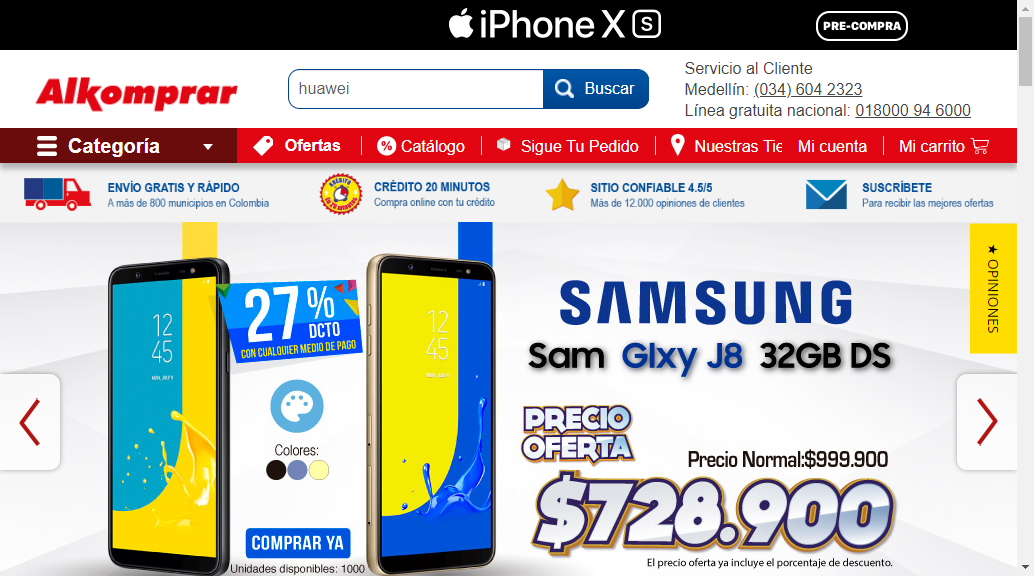 iPhone X S
PRE-COMPRA
Alkomprar
huawei
Buscar
Servicio al Cliente
Medellín: (034) 604 2323
Línea gratuita nacional: 018000 94 6000
Categoría
Ofertas
Catálogo
Sigue Tu Pedido
Nuestras Tie
Mi cuenta
Mi carrito
ENVÍO GRATIS Y RÁPIDO
A más de 800 municipios en Colombia
CRÉDITO 20 MINUTOS
Compra online con tu crédito
SITIO CONFIABLE 4.5/5
Más de 12.000 opiniones de clientes
SUSCRÍBETE
Para recibir las mejores ofertas
★ OPINIONES
12
45
27% DCTO
CON CUALQUIER MEDIO DE PAGO
12
45
Colores:
COMPRAR YA
Unidades disponibles: 1000
SAMSUNG
Sam Glxy J8 32GB DS
PRECIO
OFERTA
Precio Normal:$999.900
$728.900
El precio oferta ya incluye el porcentaje de descuento.